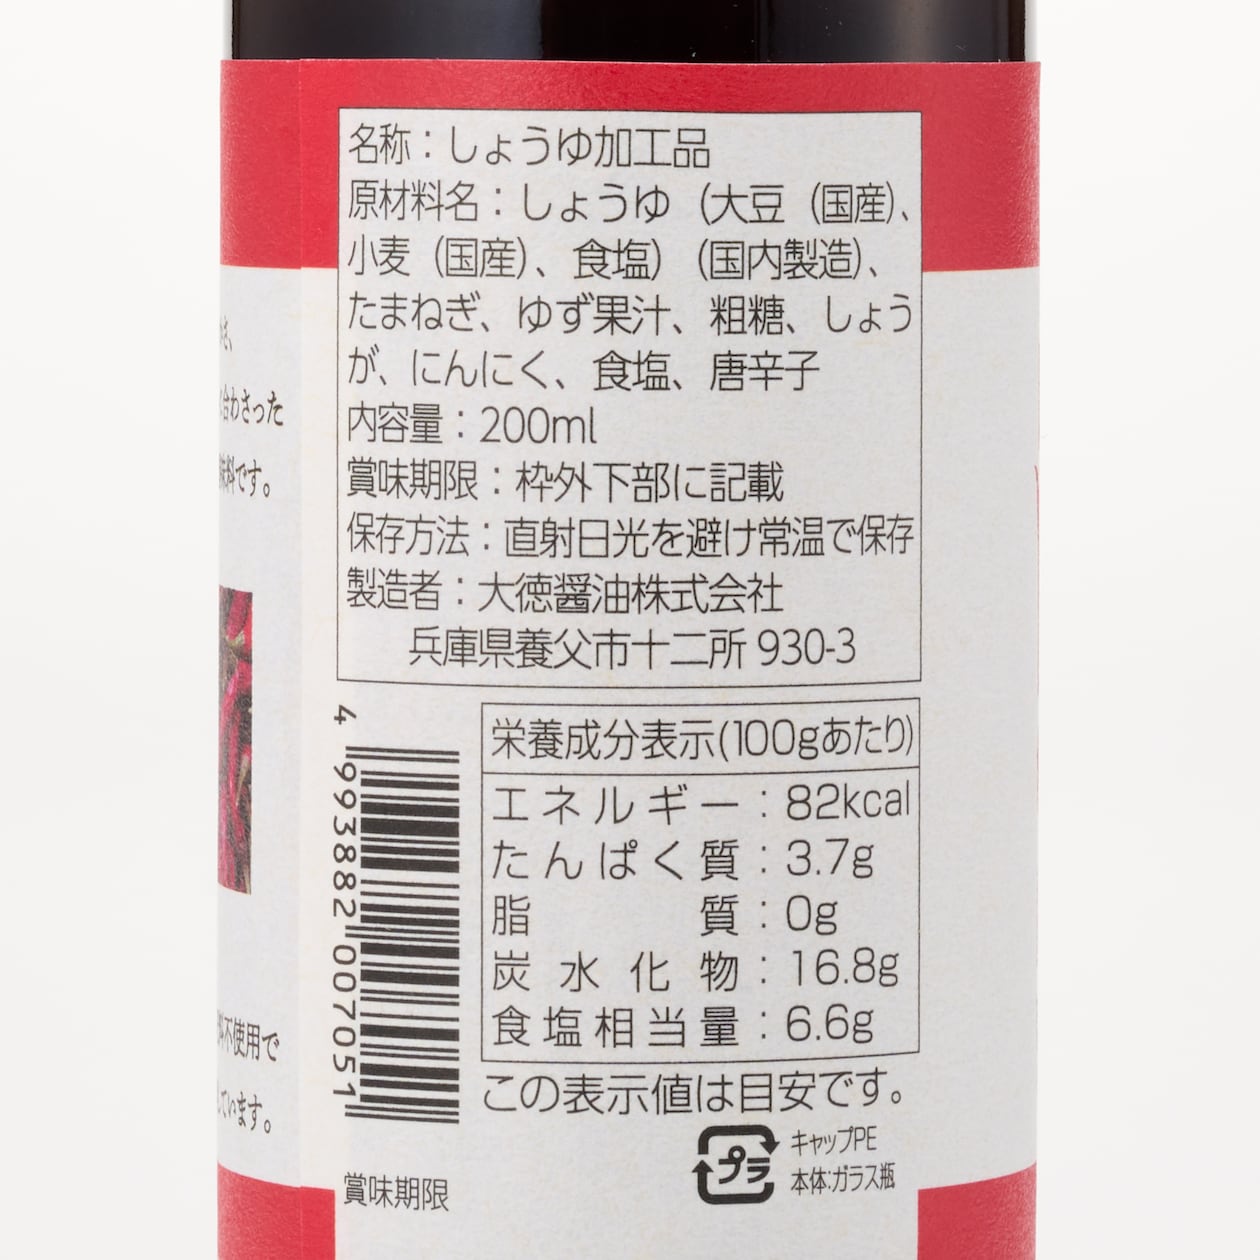 名称：しょうゆ加工品
原材料名：しょうゆ（大豆（国産）、
小麦（国産）、食塩）（国内製造）、
たまねぎ、ゆず果汁、粗糖、しょう
が、にんにく、食塩、唐辛子
内容量：200ml
賞味期限：枠外下部に記載
保存方法：直射日光を避け常温で保存
製造者：大徳醤油株式会社
兵庫県養父市十二所 930-3
4993882007051
栄養成分表示(100gあたり)
エネルギー：82kcal
たんぱく質：3.7g
脂質：0g
炭水化物：16.8g
食塩相当量：6.6g
この表示値は目安です。
プラ
キャップPE
本体:ガラス瓶
賞味期限
合わさった
料です。
不使用で
ています。